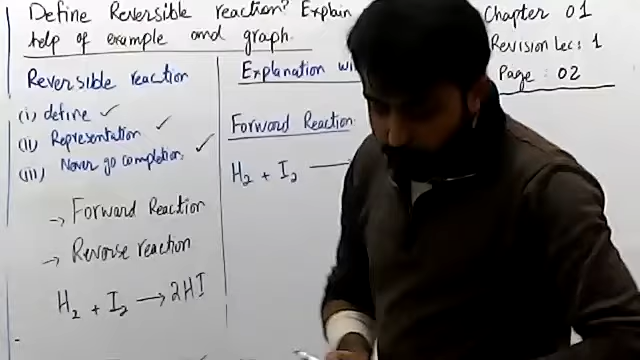 Define Reversible reaction? Explain
help of example and graph.
Reversible reaction
(i) define ✓
(ii) Representation ✓
(iii) Never go completion ✓
→ Forward Reaction
→ Reverse reaction
H₂ + I₂ → 2HI
Explanation wi
Forward Reaction
H₂ + I₂ →
Chapter 01
Revision Lec: 1
Page : 02